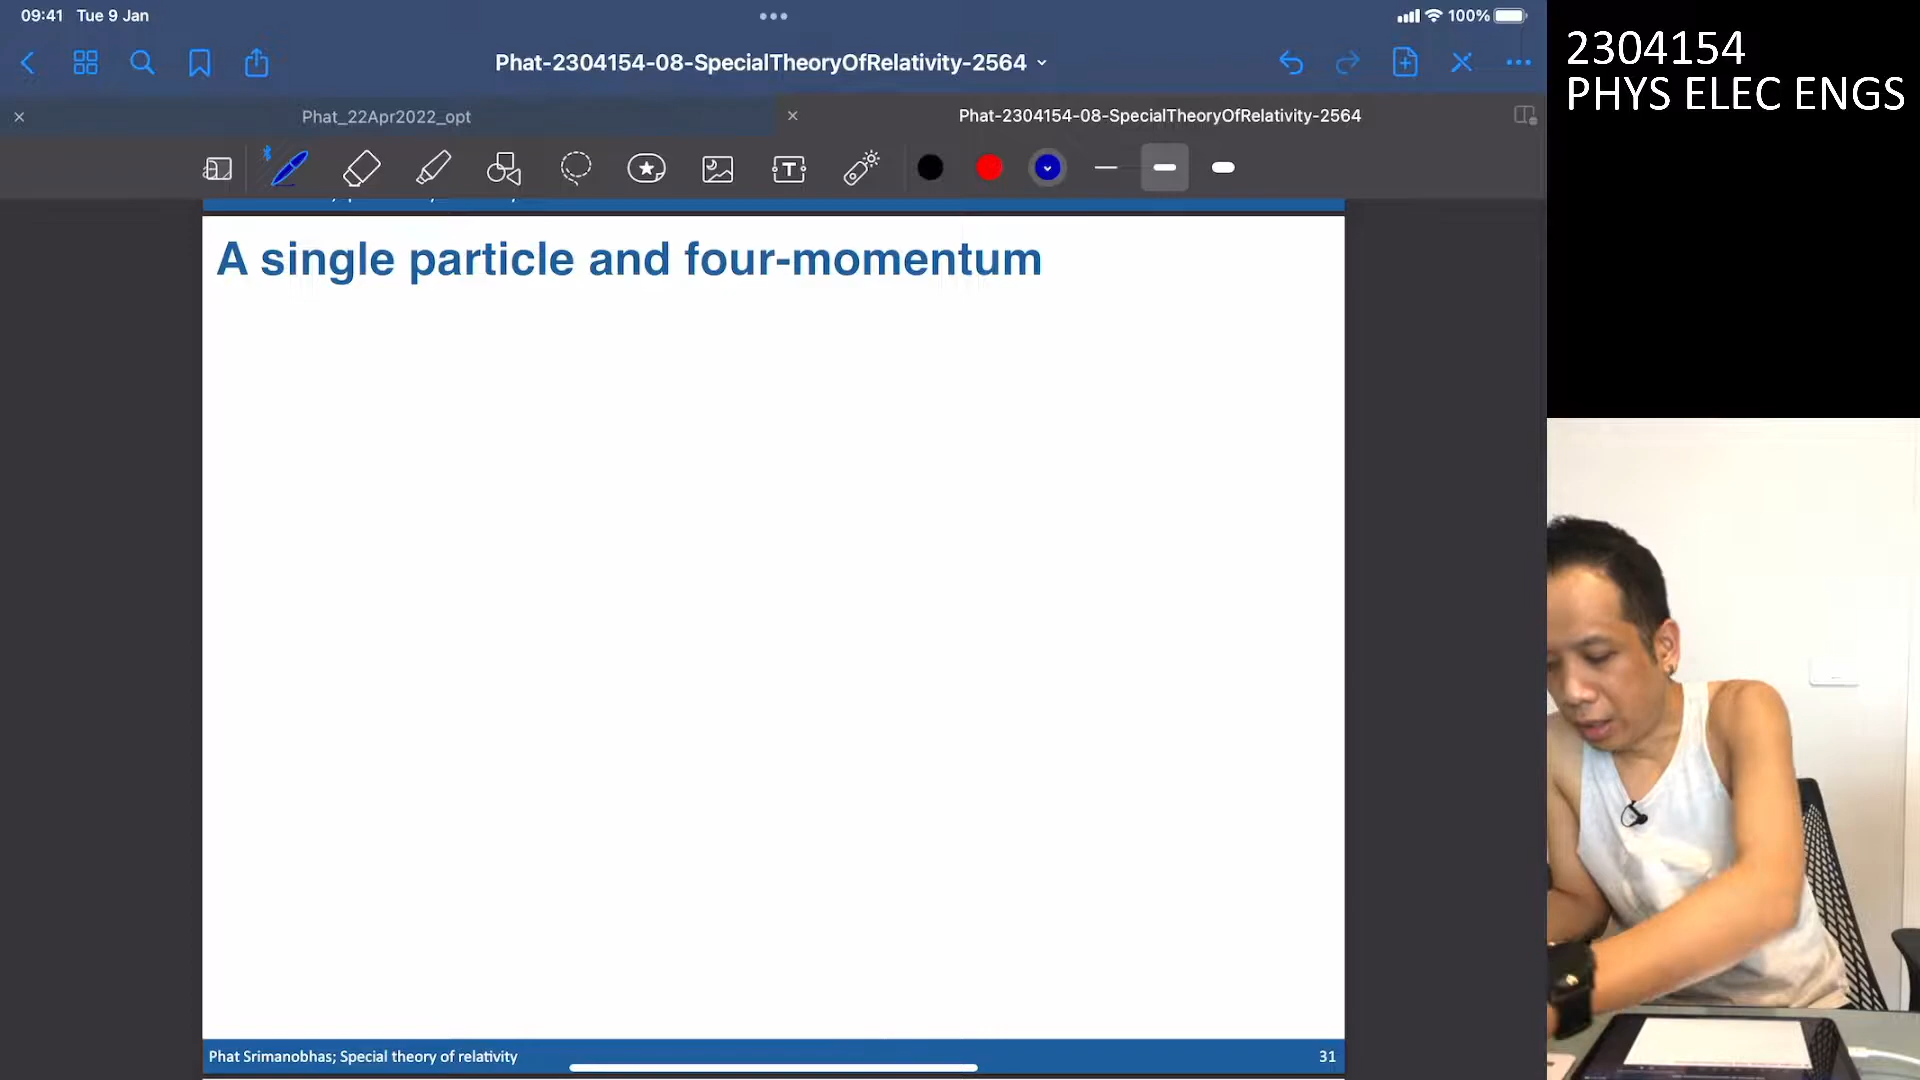 09:41 Tue 9 Jan
100%
Phat-2304154-08-SpecialTheoryOfRelativity-2564
Phat_22Apr2022_opt
Phat-2304154-08-SpecialTheoryOfRelativity-2564
T
2304154
PHYS ELEC ENGS
A single particle and four-momentum
Phat Srimanobhas; Special theory of relativity
31